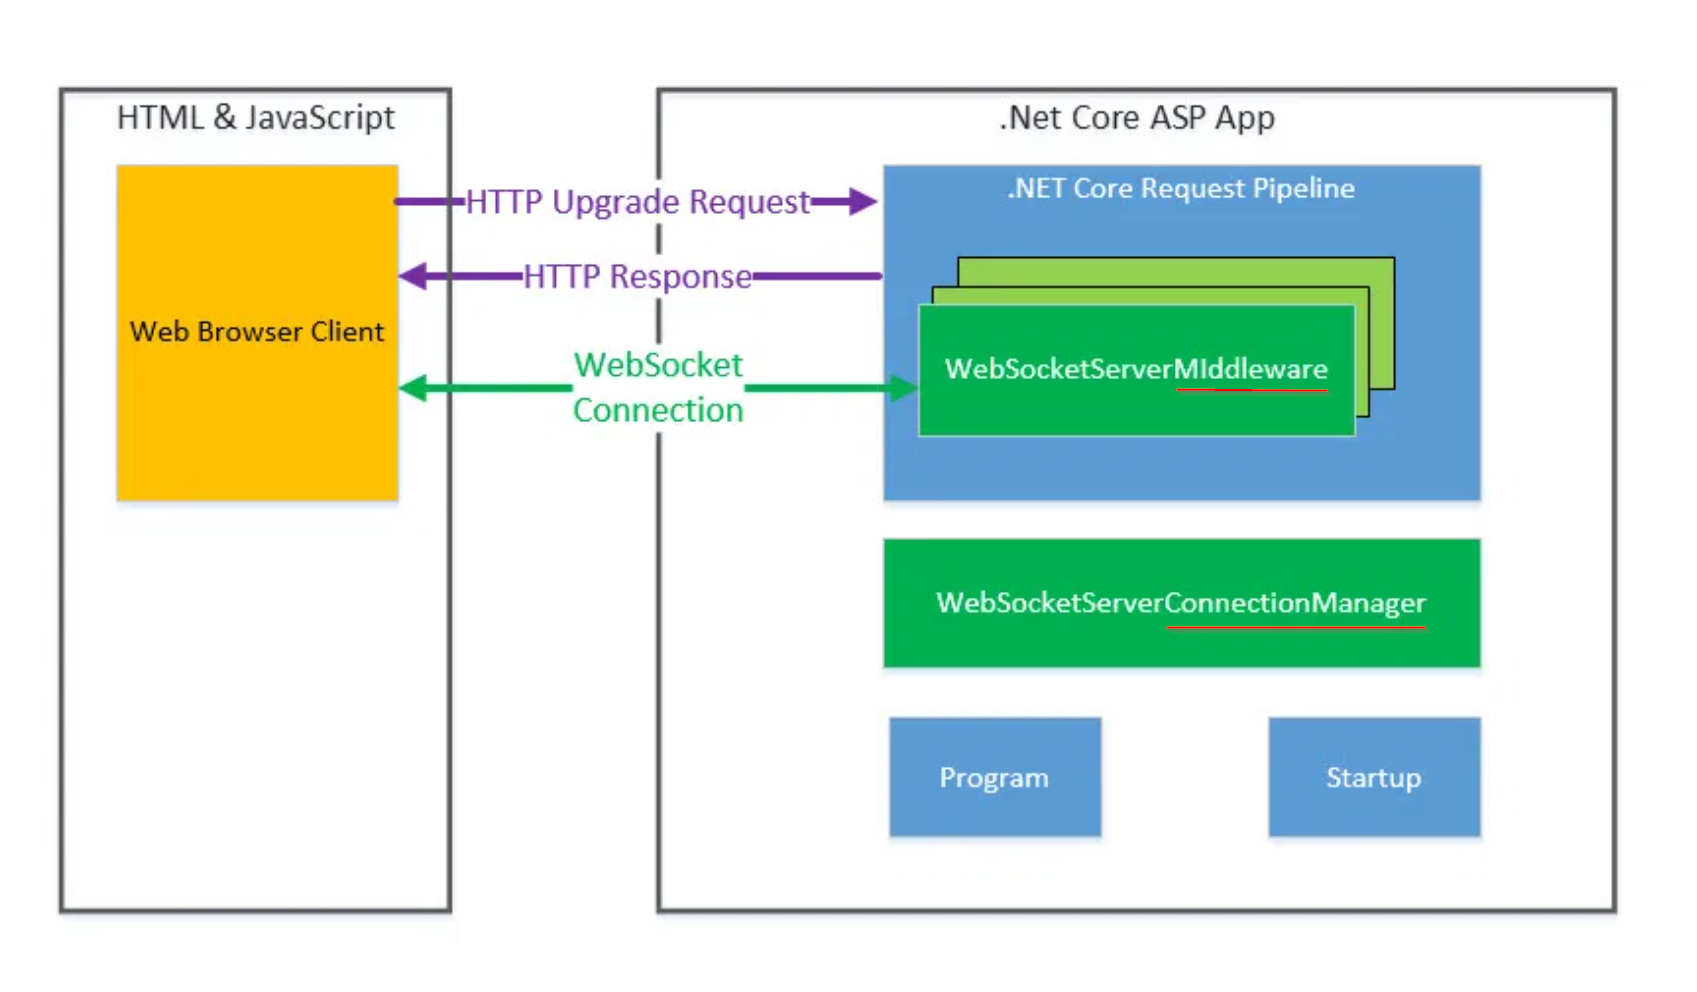 HTML & JavaScript
.Net Core ASP App
Web Browser Client
HTTP Upgrade Request
HTTP Response
WebSocket
Connection
.NET Core Request Pipeline
WebSocketServerMIddleware
WebSocketServerConnectionManager
Program
Startup